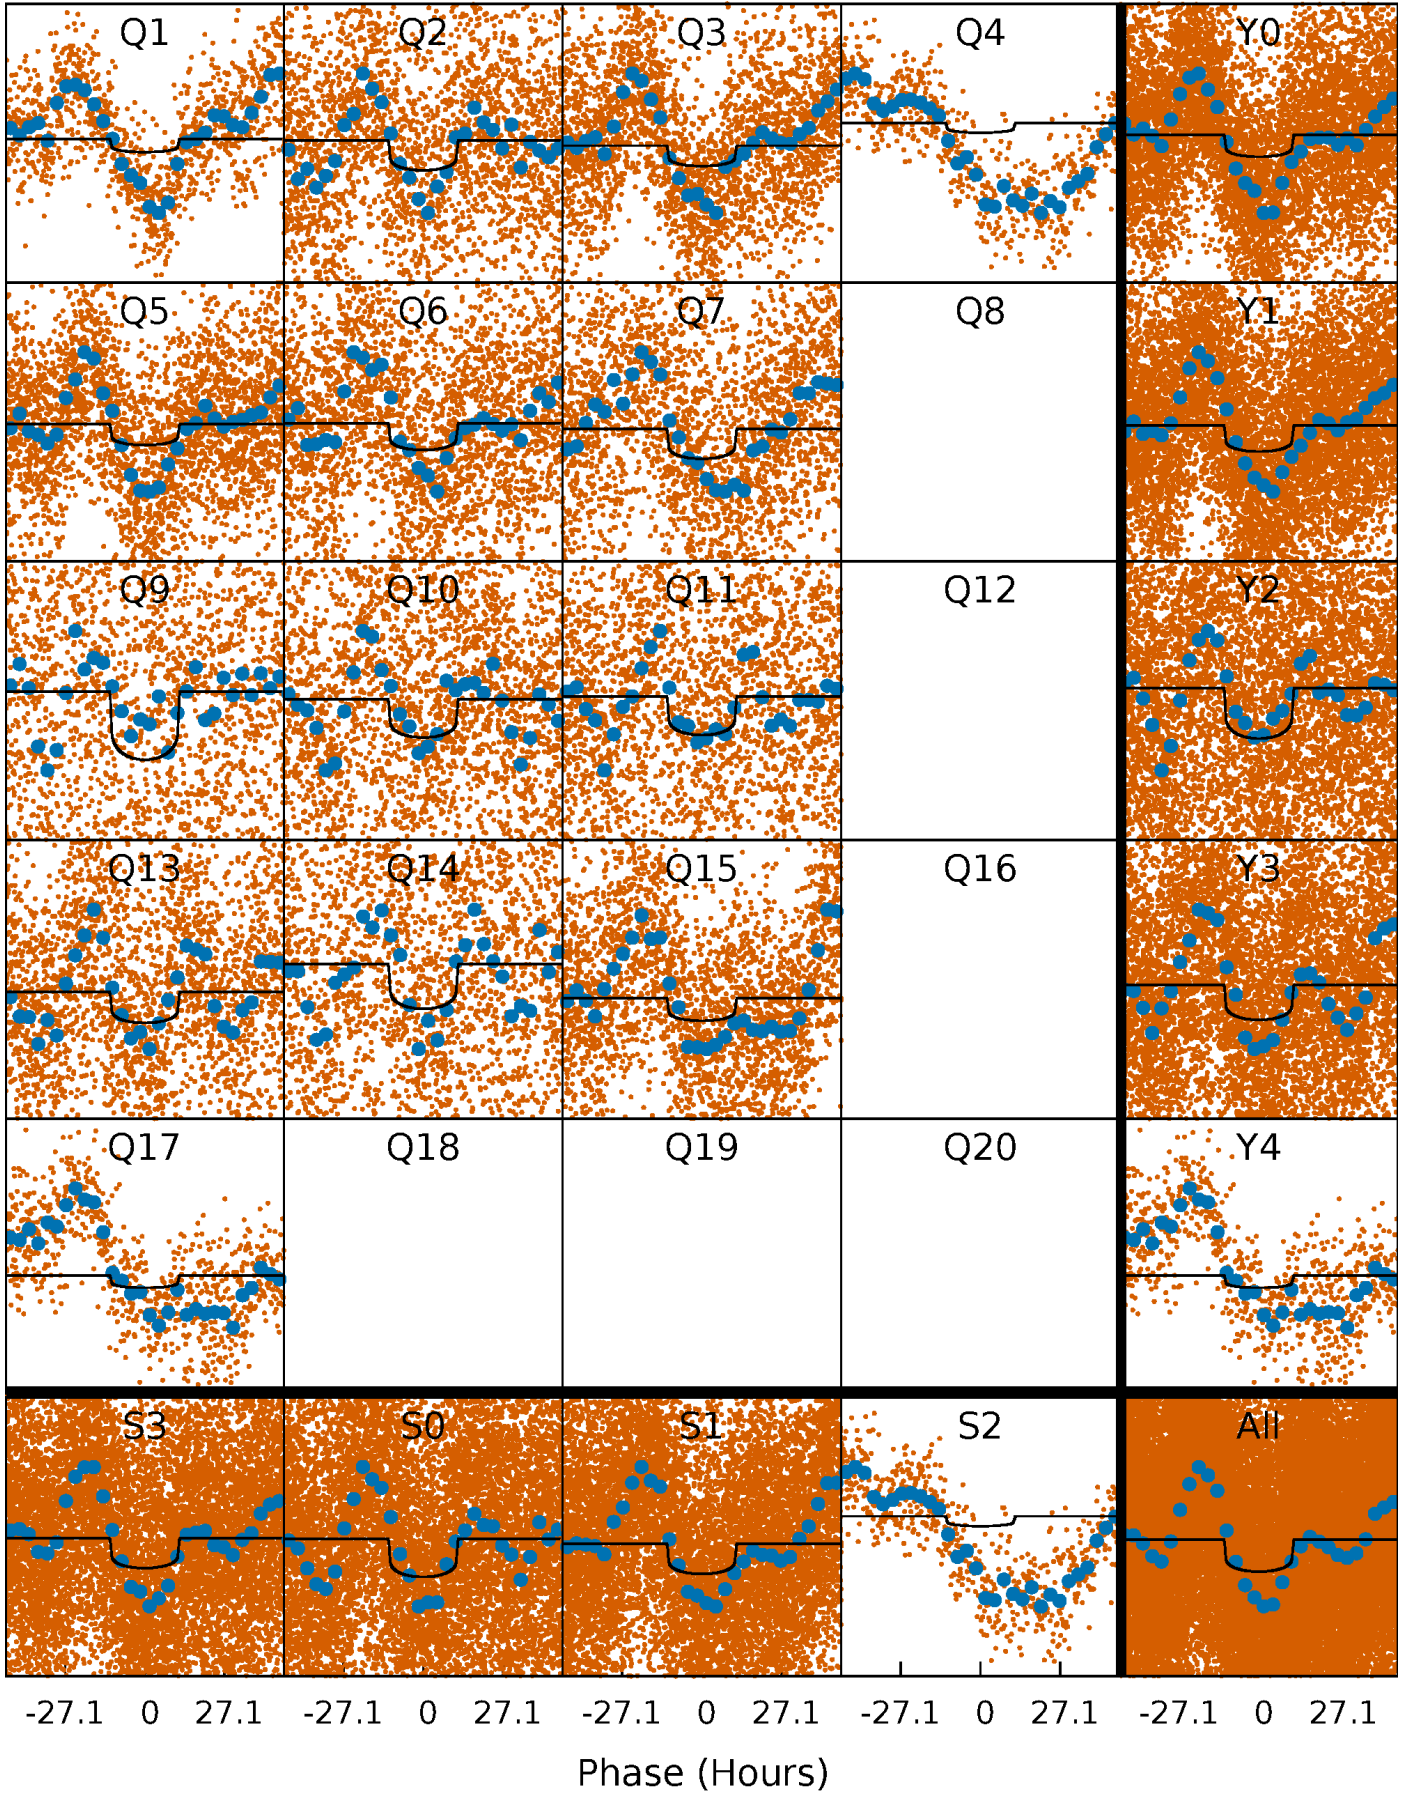 Q1 Q2 Q3 Q4 Y0
Q5 Q6 Q7 Q8 Y1
Q9 Q10 Q11 Q12 Y2
Q13 Q14 Q15 Q16 Y3
Q17 Q18 Q19 Q20 Y4
S3 S0 S1 S2 All
-27.1 0 27.1 -27.1 0 27.1 -27.1 0 27.1 -27.1 0 27.1 -27.1 0 27.1
Phase (Hours)